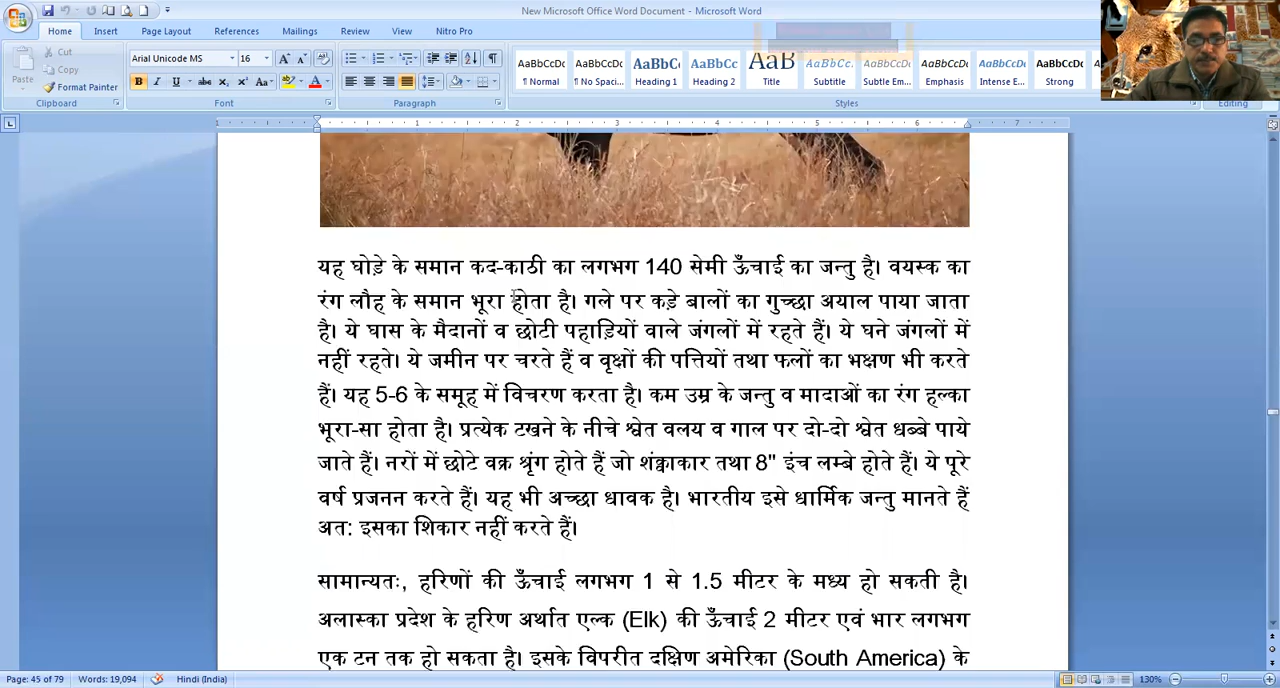 New Microsoft Office Word Document - Microsoft Word
Home Insert Page Layout References Mailings Review View Nitro Pro
Cut
Copy
Format Painter
Paste
Clipboard
Arial Unicode MS 16
Font
Paragraph
AaBbCcDc AaBbCcDc AaBbC AaBbCc AaB AaBbCc. AaBbCcDc AaBbCcDc AaBbCcDc AaBbCcDc
¶ Normal ¶ No Spaci... Heading 1 Heading 2 Title Subtitle Subtle Em... Emphasis Intense E... Strong
Styles
Editing
यह घोड़े के समान कद-काठी का लगभग 140 सेमी ऊँचाई का जन्तु है। वयस्क का
रंग लौह के समान भूरा होता है। गले पर कड़े बालों का गुच्छा अयाल पाया जाता
है। ये घास के मैदानों व छोटी पहाड़ियों वाले जंगलों में रहते हैं। ये घने जंगलों में
नहीं रहते। ये जमीन पर चरते हैं व वृक्षों की पत्तियों तथा फलों का भक्षण भी करते
हैं। यह 5-6 के समूह में विचरण करता है। कम उम्र के जन्तु व मादाओं का रंग हल्का
भूरा-सा होता है। प्रत्येक टखने के नीचे श्वेत वलय व गाल पर दो-दो श्वेत धब्बे पाये
जाते हैं। नरों में छोटे वक्र श्रृंग होते हैं जो शंक्वाकार तथा 8" इंच लम्बे होते हैं। ये पूरे
वर्ष प्रजनन करते हैं। यह भी अच्छा धावक है। भारतीय इसे धार्मिक जन्तु मानते हैं
अत: इसका शिकार नहीं करते हैं।
सामान्यतः, हरिणों की ऊँचाई लगभग 1 से 1.5 मीटर के मध्य हो सकती है।
अलास्का प्रदेश के हरिण अर्थात एल्क (Elk) की ऊँचाई 2 मीटर एवं भार लगभग
एक टन तक हो सकता है। इसके विपरीत दक्षिण अमेरिका (South America) के
Page: 45 of 79 Words: 19,094 Hindi (India) 130%